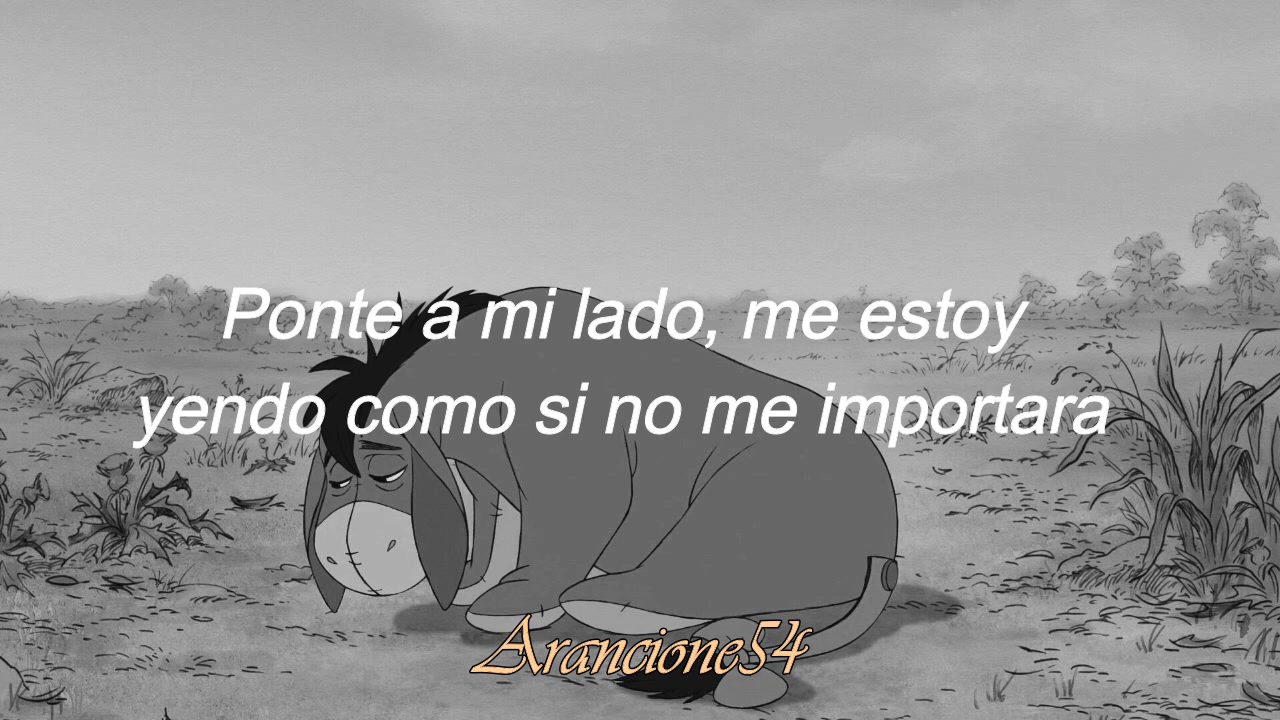 Ponte a mi lado, me estoy
yendo como si no me importara
Arancione54